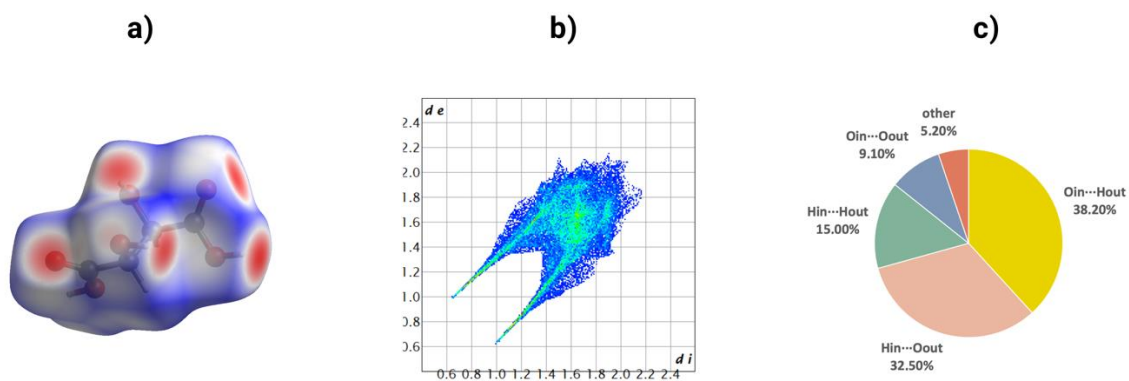 a)
b)
c)
d e
2.4
2.2
2.0
1.8
1.6
1.4
1.2
1.0
0.8
0.6
d i
0.6 0.8 1.0 1.2 1.4 1.6 1.8 2.0 2.2 2.4
other
5.20%
Oin···Oout
9.10%
Hin···Hout
15.00%
Oin···Hout
38.20%
Hin···Oout
32.50%